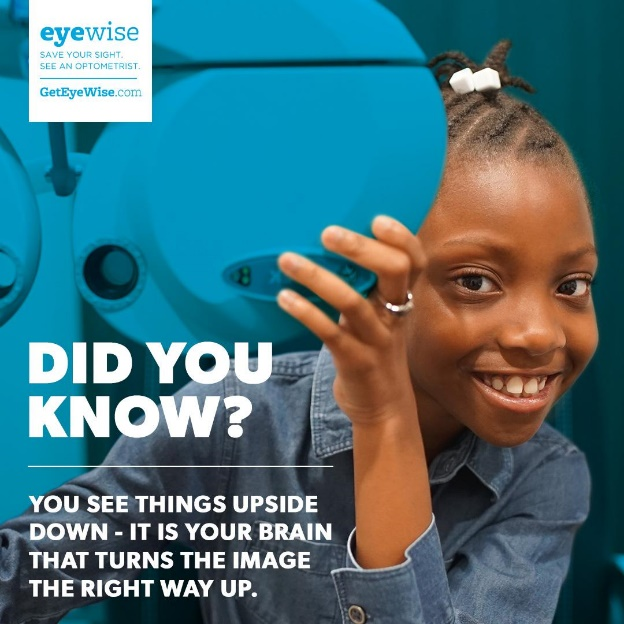 eyewise
SAVE YOUR SIGHT.
SEE AN OPTOMETRIST.
GetEyeWise.com
DID YOU
KNOW?
YOU SEE THINGS UPSIDE
DOWN - IT IS YOUR BRAIN
THAT TURNS THE IMAGE
THE RIGHT WAY UP.